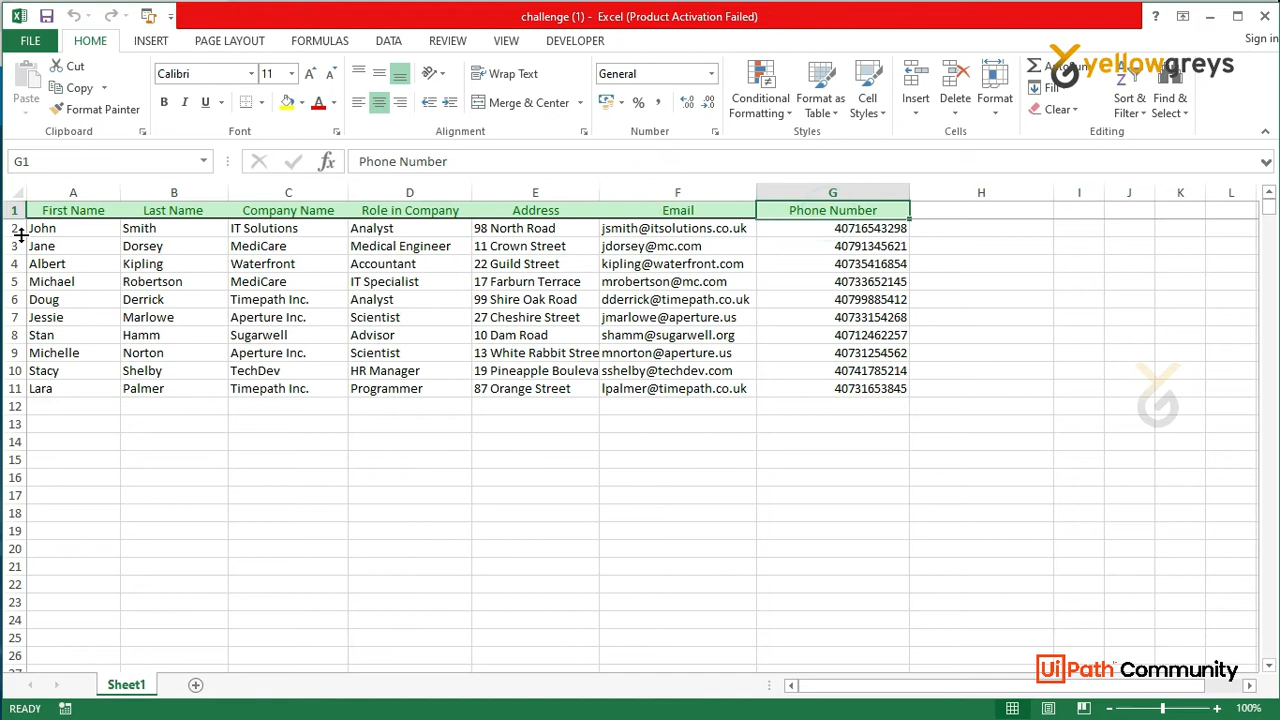 challenge (1) - Excel (Product Activation Failed)
?
FILE HOME INSERT PAGE LAYOUT FORMULAS DATA REVIEW VIEW DEVELOPER
Sign in
Paste
Cut
Copy
Format Painter
Clipboard
Calibri 11
B I U
Font
Wrap Text
Merge & Center
Alignment
General
%
Number
Conditional Formatting
Format as Table
Cell Styles
Styles
Insert
Delete
Format
Cells
Fill
Clear
Sort & Filter
Find & Select
Editing
yellowgreys
G1 fx Phone Number
A B C D E F G H I J K L
1 First Name Last Name Company Name Role in Company Address Email Phone Number
2 John Smith IT Solutions Analyst 98 North Road jsmith@itsolutions.co.uk 40716543298
3 Jane Dorsey MediCare Medical Engineer 11 Crown Street jdorsey@mc.com 40791345621
4 Albert Kipling Waterfront Accountant 22 Guild Street kipling@waterfront.com 40735416854
5 Michael Robertson MediCare IT Specialist 17 Farburn Terrace mrobertson@mc.com 40733652145
6 Doug Derrick Timepath Inc. Analyst 99 Shire Oak Road dderrick@timepath.co.uk 40799885412
7 Jessie Marlowe Aperture Inc. Scientist 27 Cheshire Street jmarlowe@aperture.us 40733154268
8 Stan Hamm Sugarwell Advisor 10 Dam Road shamm@sugarwell.org 40712462257
9 Michelle Norton Aperture Inc. Scientist 13 White Rabbit Stree mnorton@aperture.us 40731254562
10 Stacy Shelby TechDev HR Manager 19 Pineapple Bouleva sshelby@techdev.com 40741785214
11 Lara Palmer Timepath Inc. Programmer 87 Orange Street lpalmer@timepath.co.uk 40731653845
12
13
14
15
16
17
18
19
20
21
22
23
24
25
26
UiPath Community
Sheet1
READY
100%